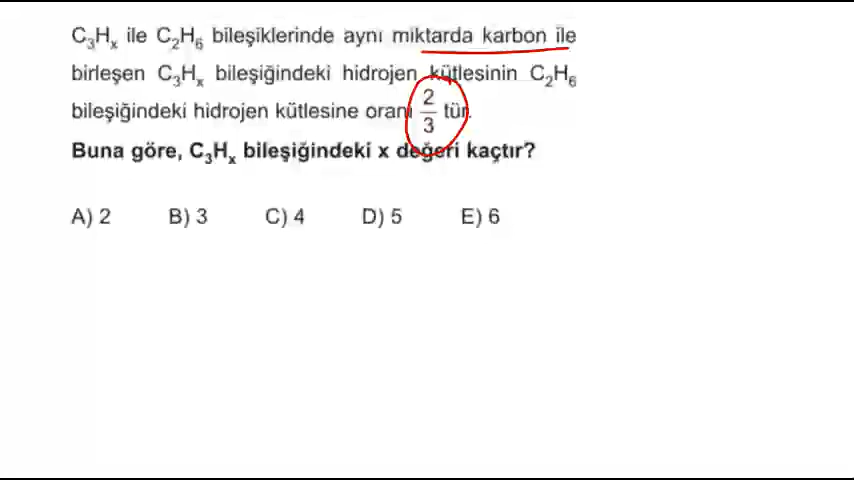 C₃Hₓ ile C₂H₆ bileşiklerinde aynı miktarda karbon ile
birleşen C₃Hₓ bileşiğindeki hidrojen kütlesinin C₂H₆
bileşiğindeki hidrojen kütlesine oranı 2/3 tür.
Buna göre, C₃Hₓ bileşiğindeki x değeri kaçtır?
A) 2 B) 3 C) 4 D) 5 E) 6